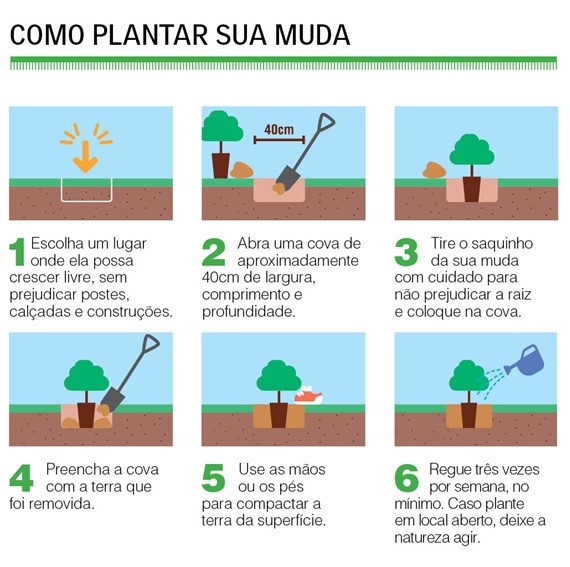 COMO PLANTAR SUA MUDA
40cm
1 Escolha um lugar
onde ela possa
crescer livre, sem
prejudicar postes,
calçadas e construções.
2 Abra uma cova de
aproximadamente
40cm de largura,
comprimento e
profundidade.
3 Tire o saquinho
da sua muda
com cuidado para
não prejudicar a raiz
e coloque na cova.
4 Preencha a cova
com a terra que
foi removida.
5 Use as mãos
ou os pés
para compactar a
terra da superfície.
6 Regue três vezes
por semana, no
mínimo. Caso plante
em local aberto, deixe a
natureza agir.